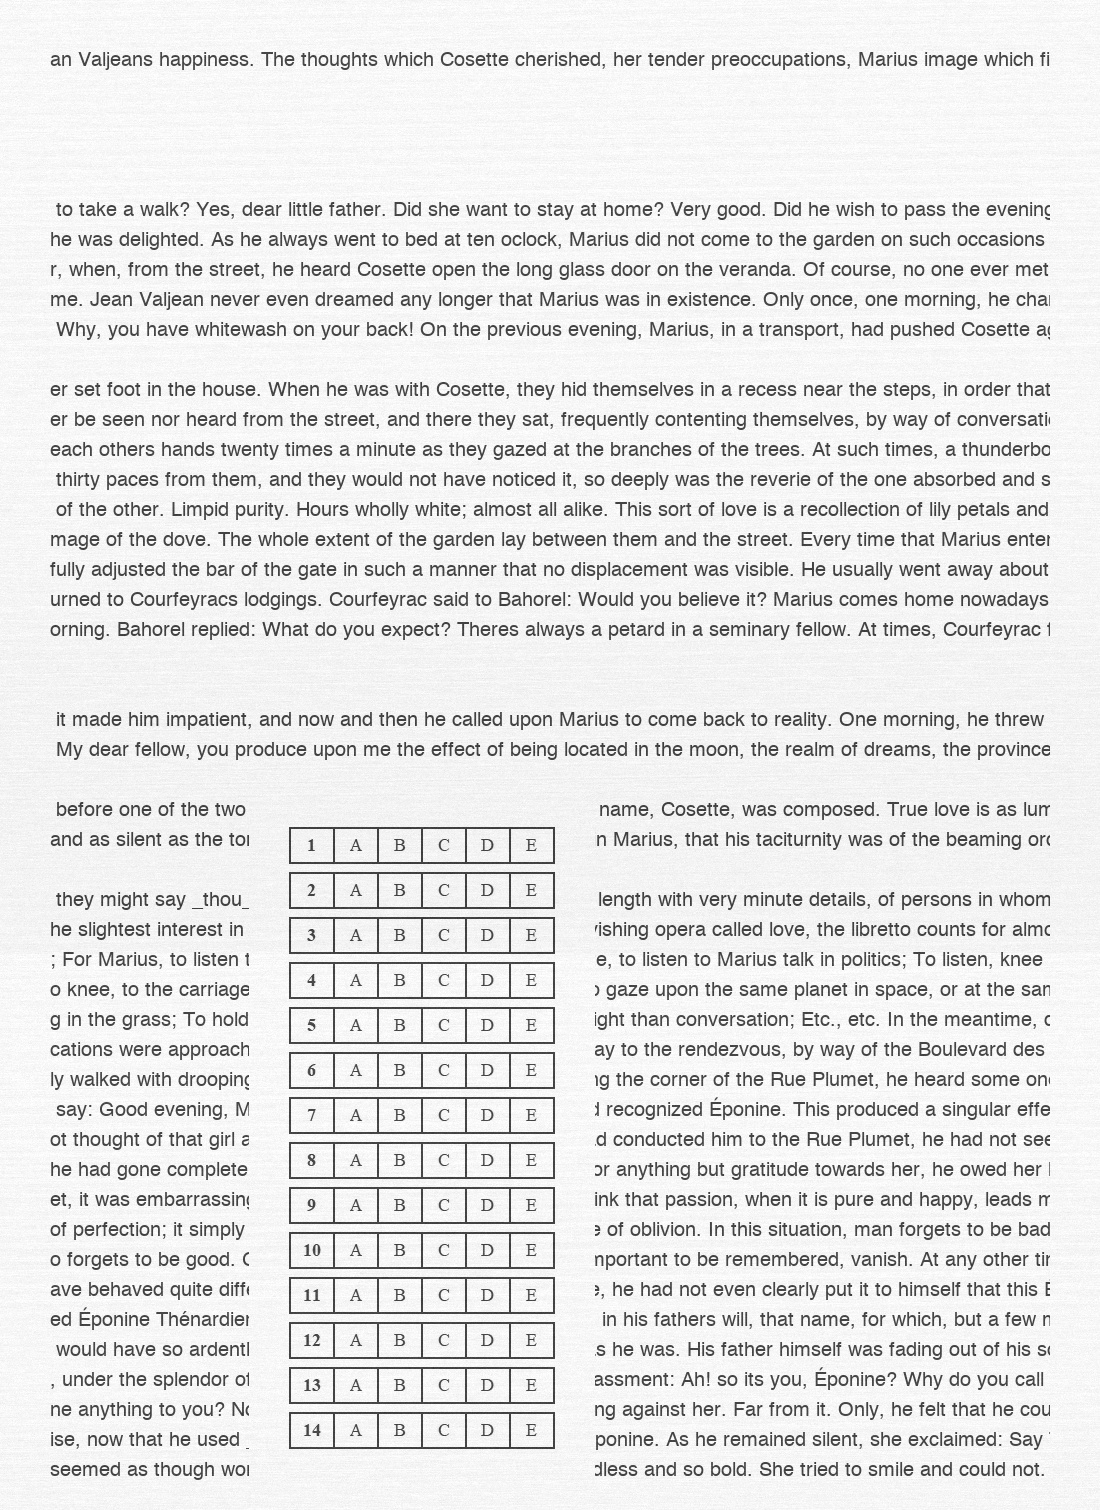 an Valjeans happiness. The thoughts which Cosette cherished, her tender preoccupations, Marius image which fi
to take a walk? Yes, dear little father. Did she want to stay at home? Very good. Did he wish to pass the evening
he was delighted. As he always went to bed at ten oclock, Marius did not come to the garden on such occasions
r, when, from the street, he heard Cosette open the long glass door on the veranda. Of course, no one ever met
me. Jean Valjean never even dreamed any longer that Marius was in existence. Only once, one morning, he chan
Why, you have whitewash on your back! On the previous evening, Marius, in a transport, had pushed Cosette ag
er set foot in the house. When he was with Cosette, they hid themselves in a recess near the steps, in order that
er be seen nor heard from the street, and there they sat, frequently contenting themselves, by way of conversatio
each others hands twenty times a minute as they gazed at the branches of the trees. At such times, a thunderbo
thirty paces from them, and they would not have noticed it, so deeply was the reverie of the one absorbed and s
of the other. Limpid purity. Hours wholly white; almost all alike. This sort of love is a recollection of lily petals and
mage of the dove. The whole extent of the garden lay between them and the street. Every time that Marius enter
fully adjusted the bar of the gate in such a manner that no displacement was visible. He usually went away about
urned to Courfeyracs lodgings. Courfeyrac said to Bahorel: Would you believe it? Marius comes home nowadays
orning. Bahorel replied: What do you expect? Theres always a petard in a seminary fellow. At times, Courfeyrac f
it made him impatient, and now and then he called upon Marius to come back to reality. One morning, he threw
My dear fellow, you produce upon me the effect of being located in the moon, the realm of dreams, the province
before one of the two name, Cosette, was composed. True love is as lum
and as silent as the tom n Marius, that his taciturnity was of the beaming ord
they might say _thou_ length with very minute details, of persons in whom
he slightest interest in vishing opera called love, the libretto counts for almo
; For Marius, to listen t e, to listen to Marius talk in politics; To listen, knee
o knee, to the carriage o gaze upon the same planet in space, or at the sam
g in the grass; To hold ight than conversation; Etc., etc. In the meantime, c
cations were approach ay to the rendezvous, by way of the Boulevard des
ly walked with drooping ng the corner of the Rue Plumet, he heard some one
say: Good evening, M d recognized Éponine. This produced a singular effe
ot thought of that girl a d conducted him to the Rue Plumet, he had not see
he had gone complete or anything but gratitude towards her, he owed her
et, it was embarrassing ink that passion, when it is pure and happy, leads m
of perfection; it simply e of oblivion. In this situation, man forgets to be bad
o forgets to be good. mportant to be remembered, vanish. At any other tim
ave behaved quite diffe e, he had not even clearly put it to himself that this E
ed Éponine Thénardier in his fathers will, that name, for which, but a few m
would have so ardentl s he was. His father himself was fading out of his so
, under the splendor of assment: Ah! so its you, Éponine? Why do you call
ne anything to you? No ng against her. Far from it. Only, he felt that he cou
ise, now that he used _ ponine. As he remained silent, she exclaimed: Say
seemed as though wor dless and so bold. She tried to smile and could not.
1 A B C D E
2 A B C D E
3 A B C D E
4 A B C D E
5 A B C D E
6 A B C D E
7 A B C D E
8 A B C D E
9 A B C D E
10 A B C D E
11 A B C D E
12 A B C D E
13 A B C D E
14 A B C D E